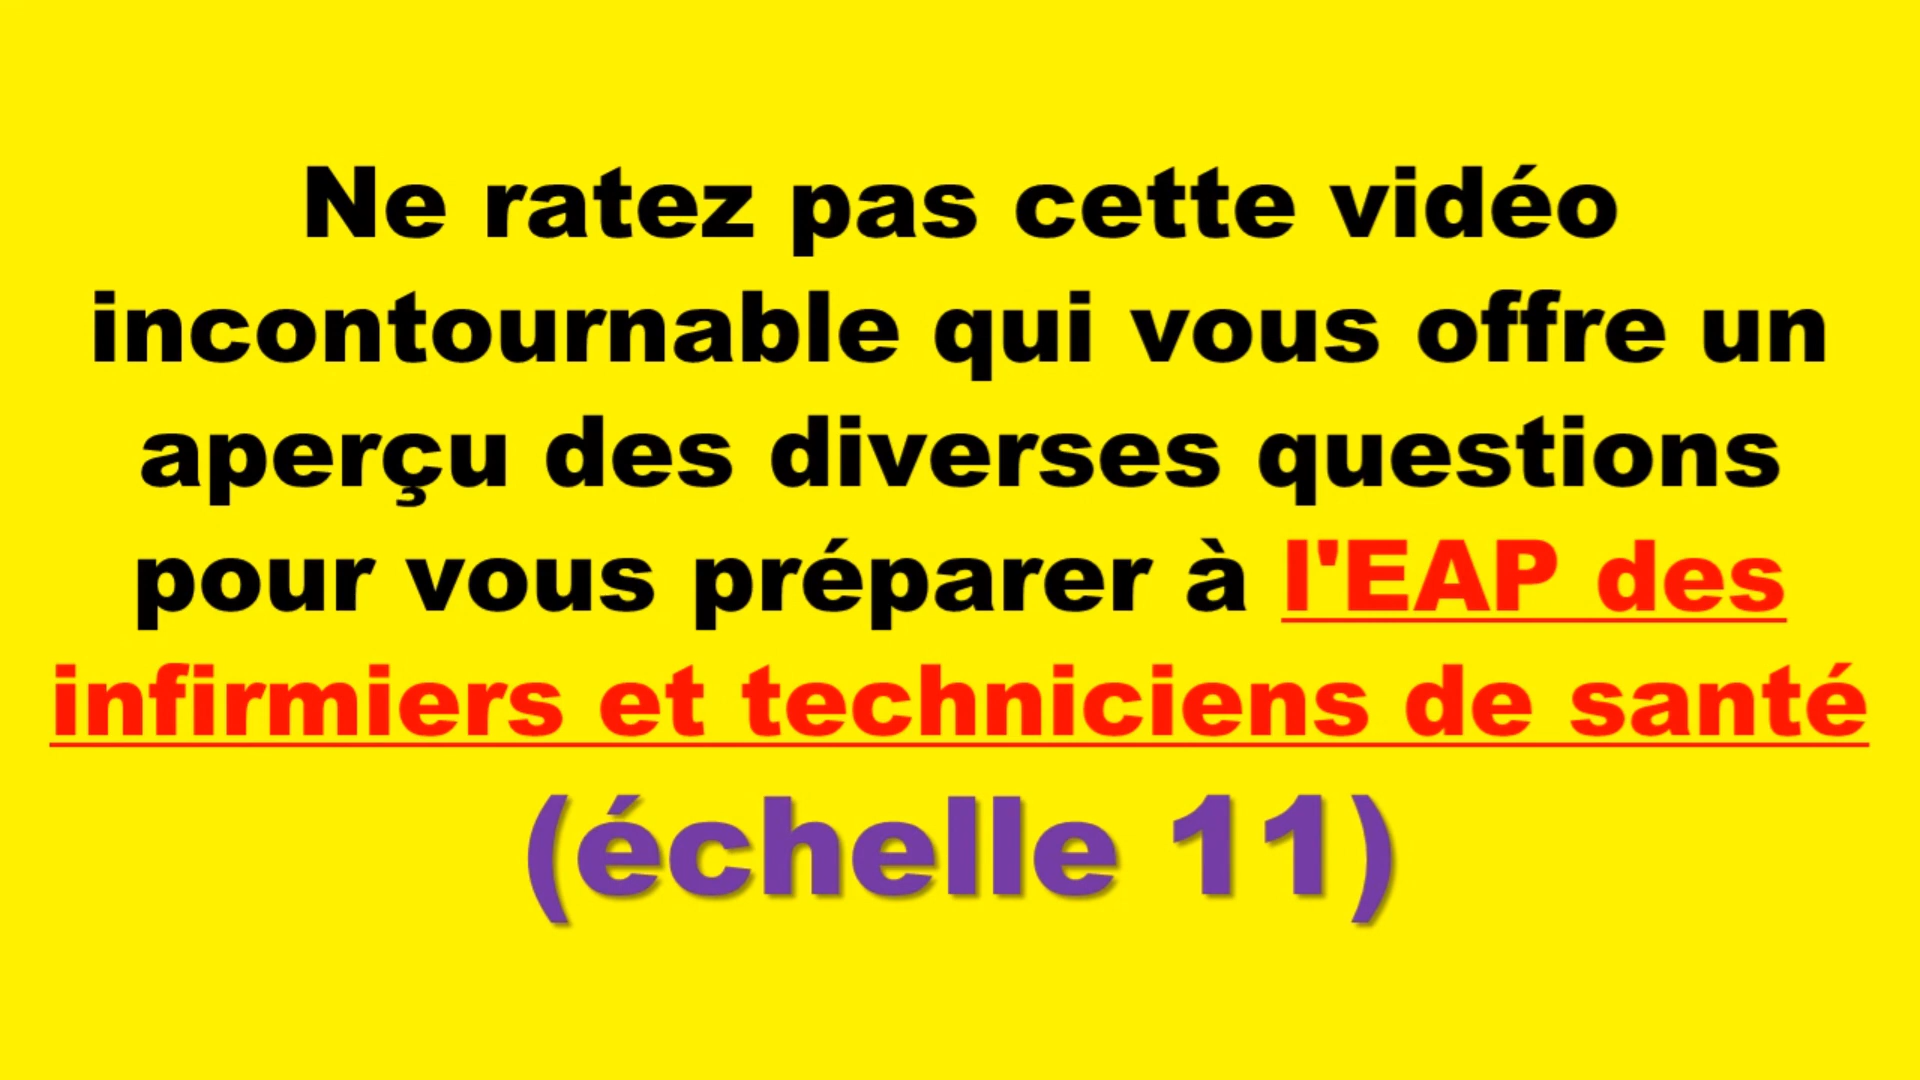 Ne ratez pas cette vidéo
incontournable qui vous offre un
aperçu des diverses questions
pour vous préparer à l'EAP des
infirmiers et techniciens de santé
(échelle 11)